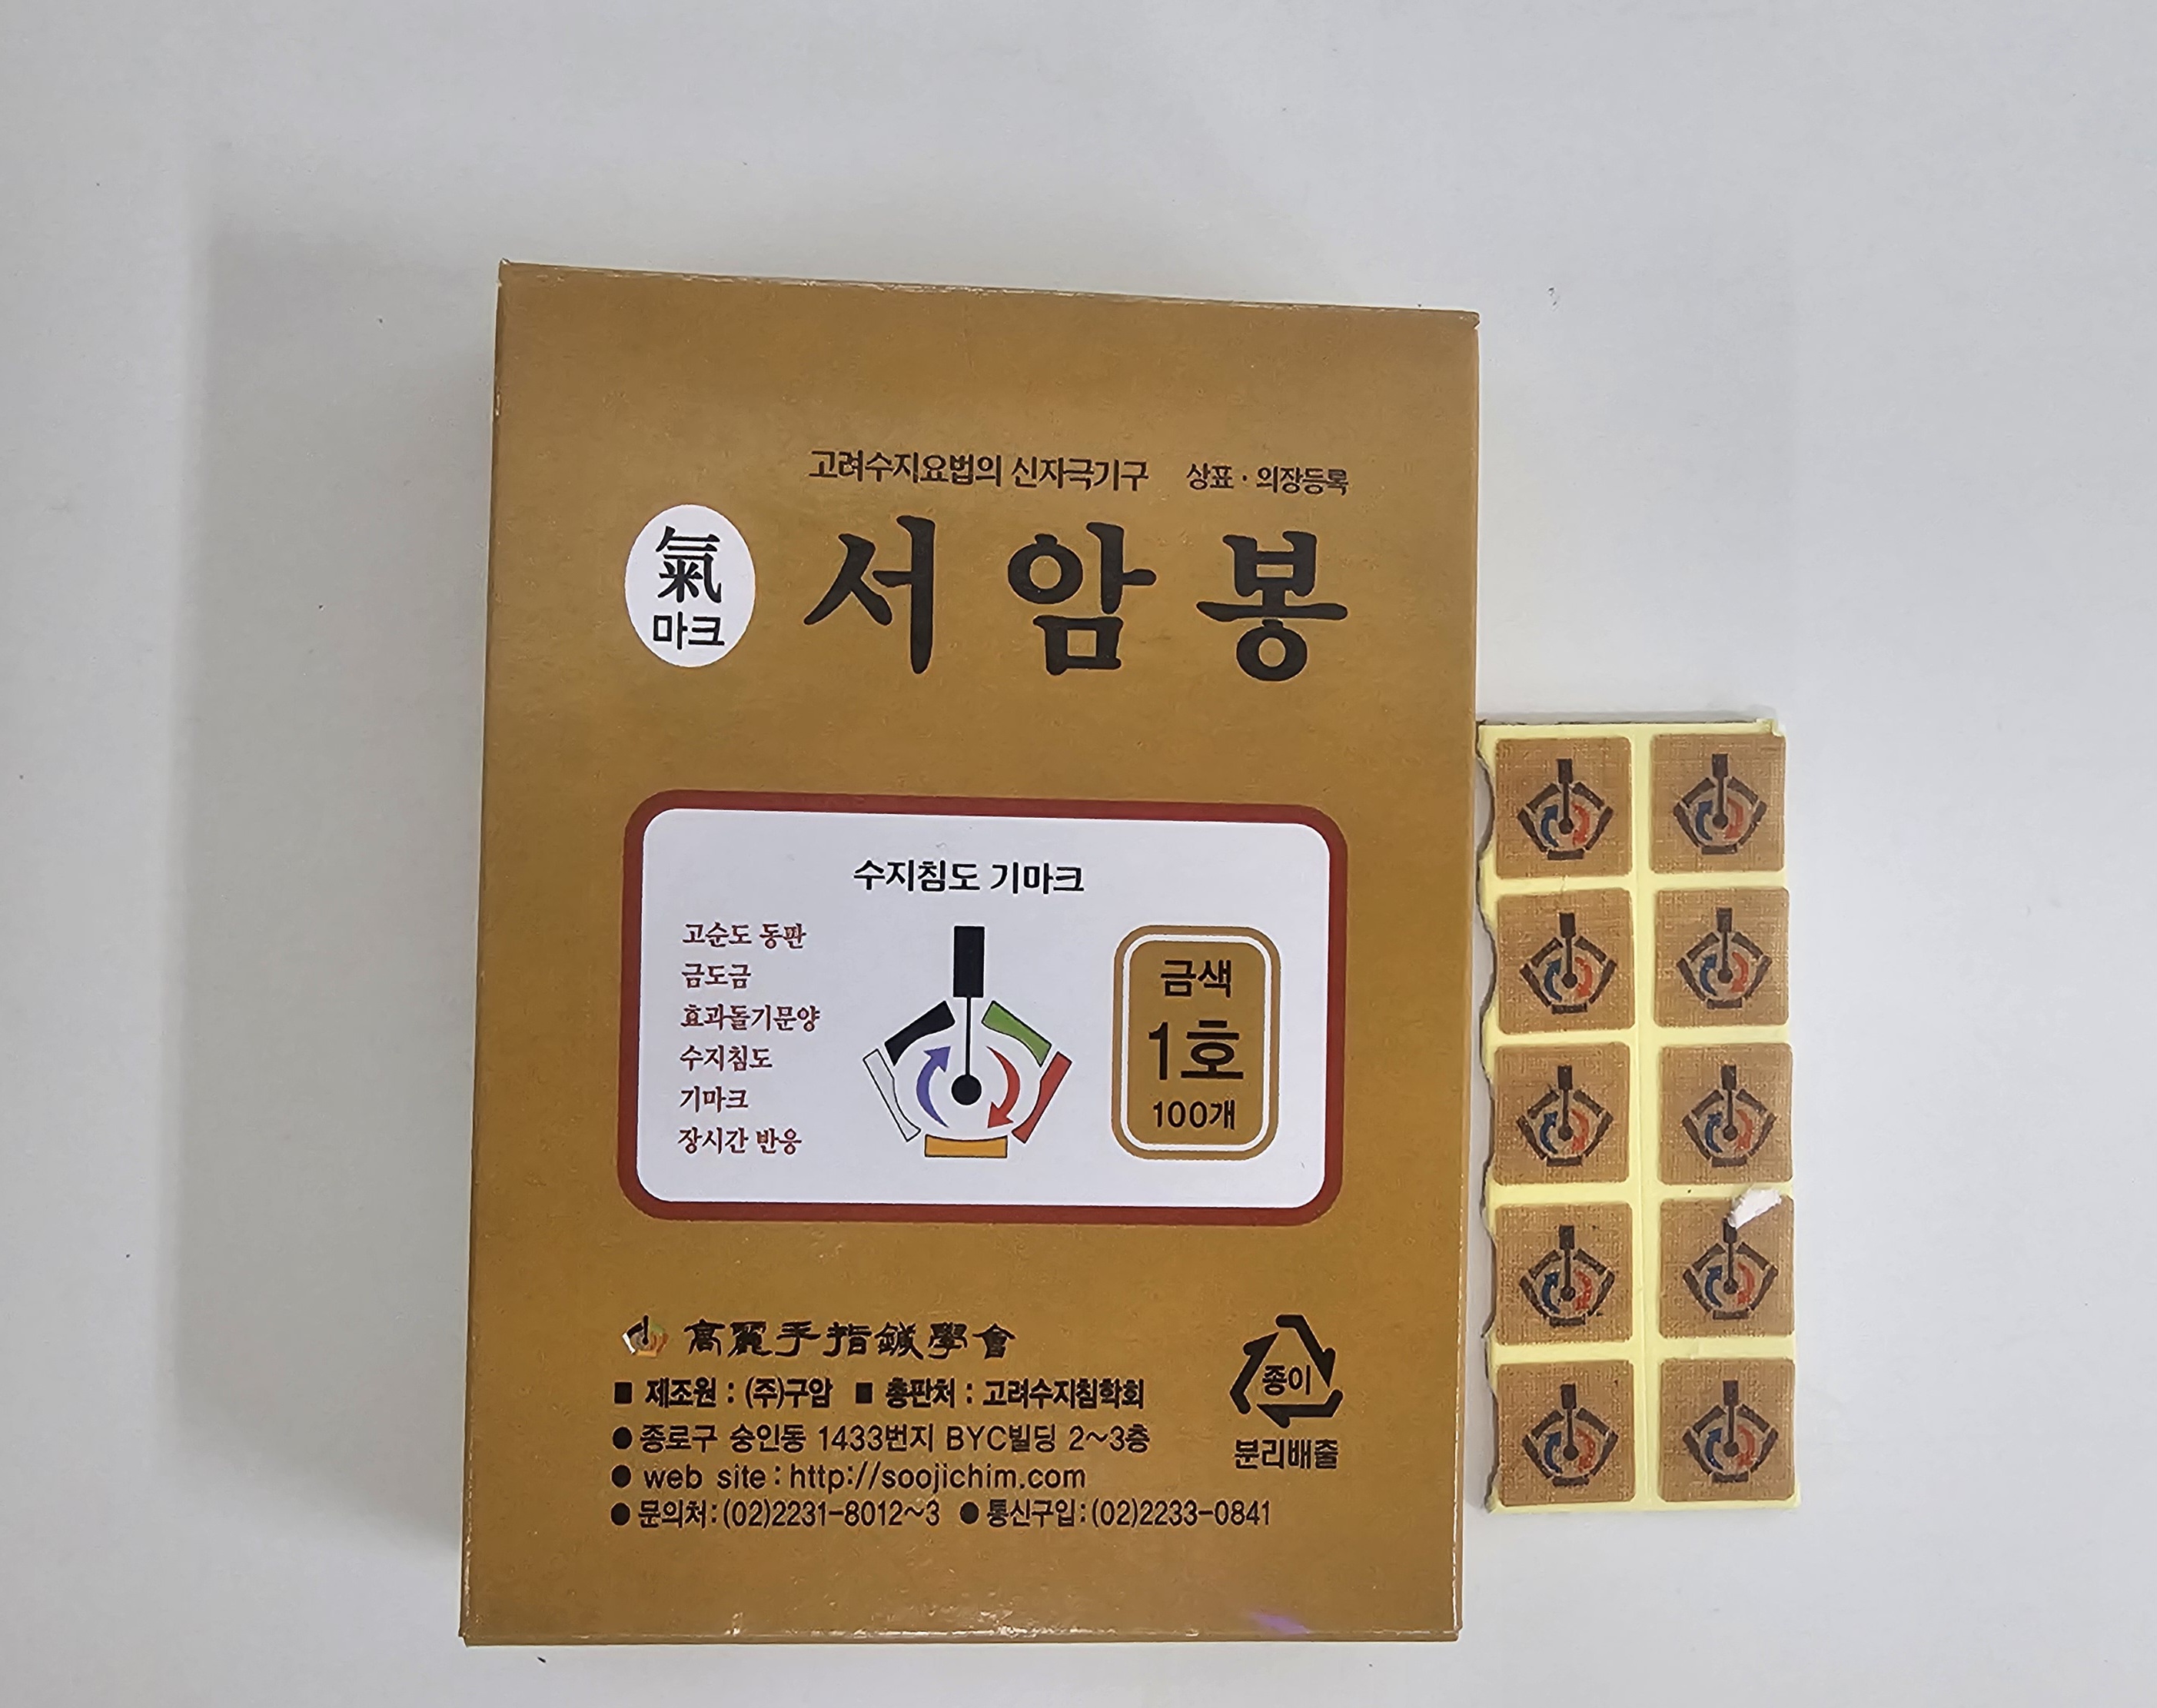 고려수지요법의 신자극기구 상표·의장등록
氣
마크
서암봉
수지침도 기마크
고순도 동판
금도금
효과돌기문양
수지침도
기마크
장시간 반응
금색
1호
100개
高麗手指鍼學會
■ 제조원 : (주)구암 ■ 총판처 : 고려수지침학회
● 종로구 숭인동 1433번지 BYC빌딩 2~3층
● web site : http://soojichim.com
● 문의처:(02)2231-8012~3 ● 통신구입:(02)2233-0841
종이
분리배출